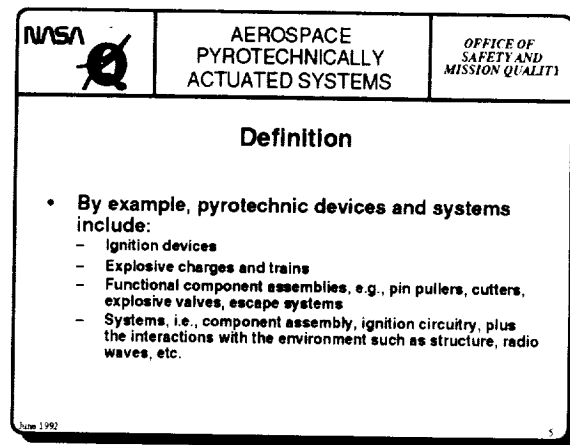 NASA
AEROSPACE
PYROTECHNICALLY
ACTUATED SYSTEMS
OFFICE OF
SAFETY AND
MISSION QUALITY
Definition
• By example, pyrotechnic devices and systems
include:
– Ignition devices
– Explosive charges and trains
– Functional component assemblies, e.g., pin pullers, cutters,
explosive valves, escape systems
– Systems, i.e., component assembly, ignition circuitry, plus
the interactions with the environment such as structure, radio
waves, etc.
June 1992
5